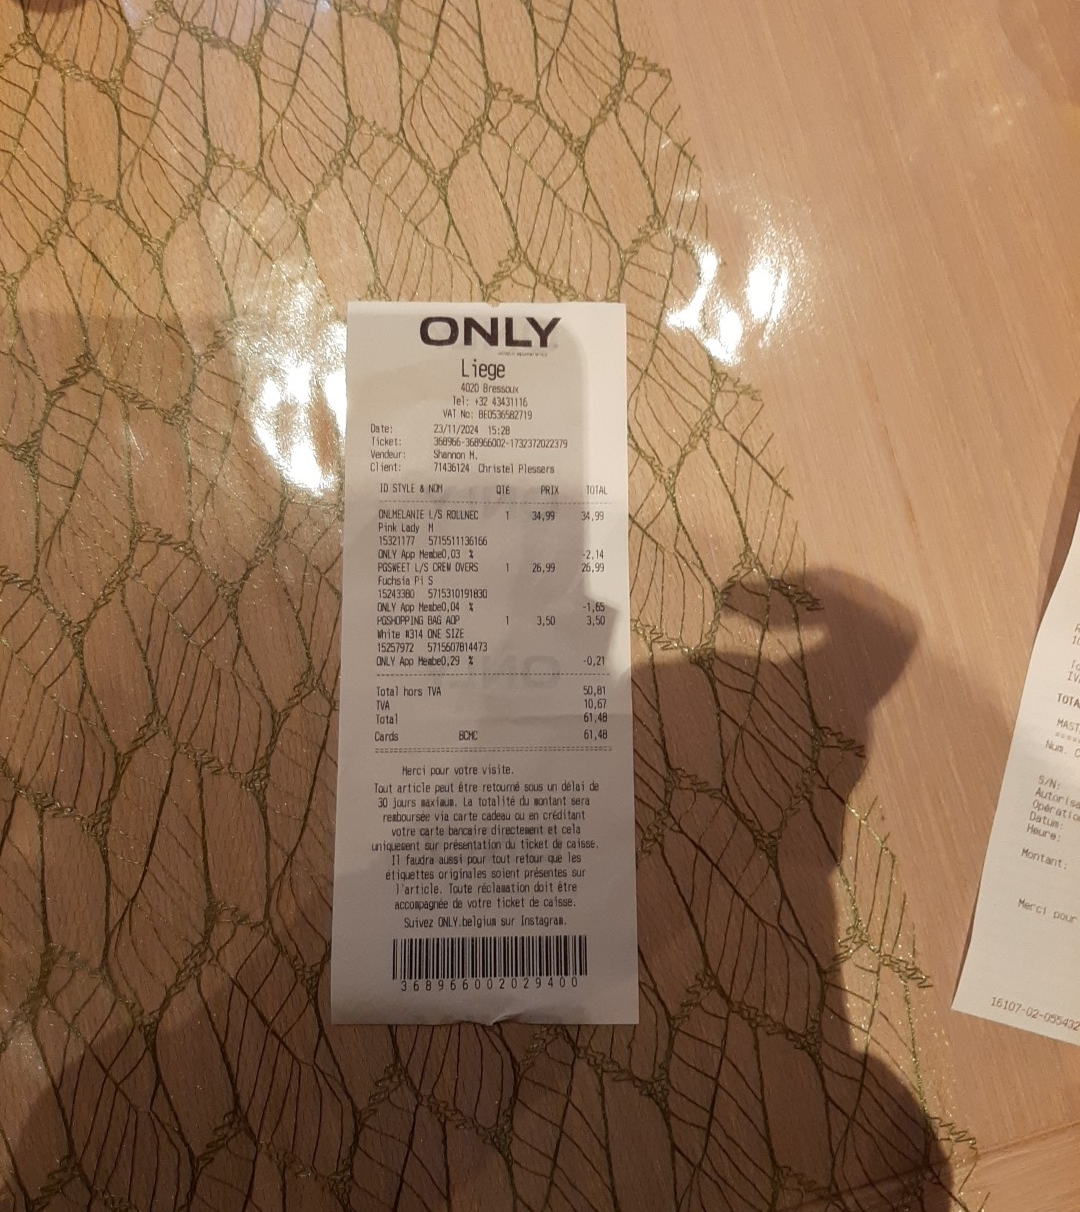 ONLY
Liege
4020 Bressoux
Tel: +32 43431116
VAT No: BE0536582719
Date: 23/11/2024 15:28
Ticket: 368966-368966002-1732372022379
Vendeur: Shannon M.
Client: 71436124 Christel Plessers
ID STYLE & NOM QTE PRIX TOTAL
ONLMELANIE L/S ROLLNEC 1 34,99 34,99
Pink Lady M
15321177 5715511136166
ONLY App Membe0,03 % -2,14
PGSWEET L/S CREW OVERS 1 26,99 26,99
Fuchsia Pi S
15243380 5715310191830
ONLY App Membe0,04 % -1,65
PGSHOPPING BAG AOP 1 3,50 3,50
White #314 ONE SIZE
15257972 5715607814473
ONLY App Membe0,29 % -0,21
Total hors TVA 50,81
TVA 10,67
Total 61,48
Cards BCMC 61,48
Merci pour votre visite.
Tout article peut être retourné sous un délai de
30 jours maximum. La totalité du montant sera
remboursée via carte cadeau ou en créditant
votre carte bancaire directement et cela
uniquement sur présentation du ticket de caisse.
Il faudra aussi pour tout retour que les
étiquettes originales soient présentes sur
l'article. Toute réclamation doit être
accompagnée de votre ticket de caisse.
Suivez ONLY.belgium sur Instagram.
368966002029400
TOTA
MAST
Num. C
S/N:
Autorisa
Opératio
Datum:
Heure:
Montant:
Merci pour
16107-02-055432